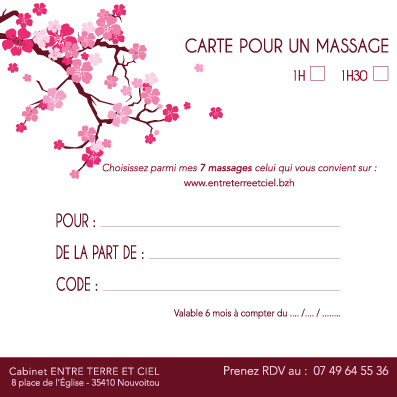 CARTE POUR UN MASSAGE
1H 1H30
Choisissez parmi mes 7 massages celui qui vous convient sur :
www.entreterreetciel.bzh
POUR :
DE LA PART DE :
CODE :
Valable 6 mois à compter du .... /.... / ........
Cabinet ENTRE TERRE ET CIEL
8 place de l'Église - 35410 Nouvoitou
Prenez RDV au : 07 49 64 55 36